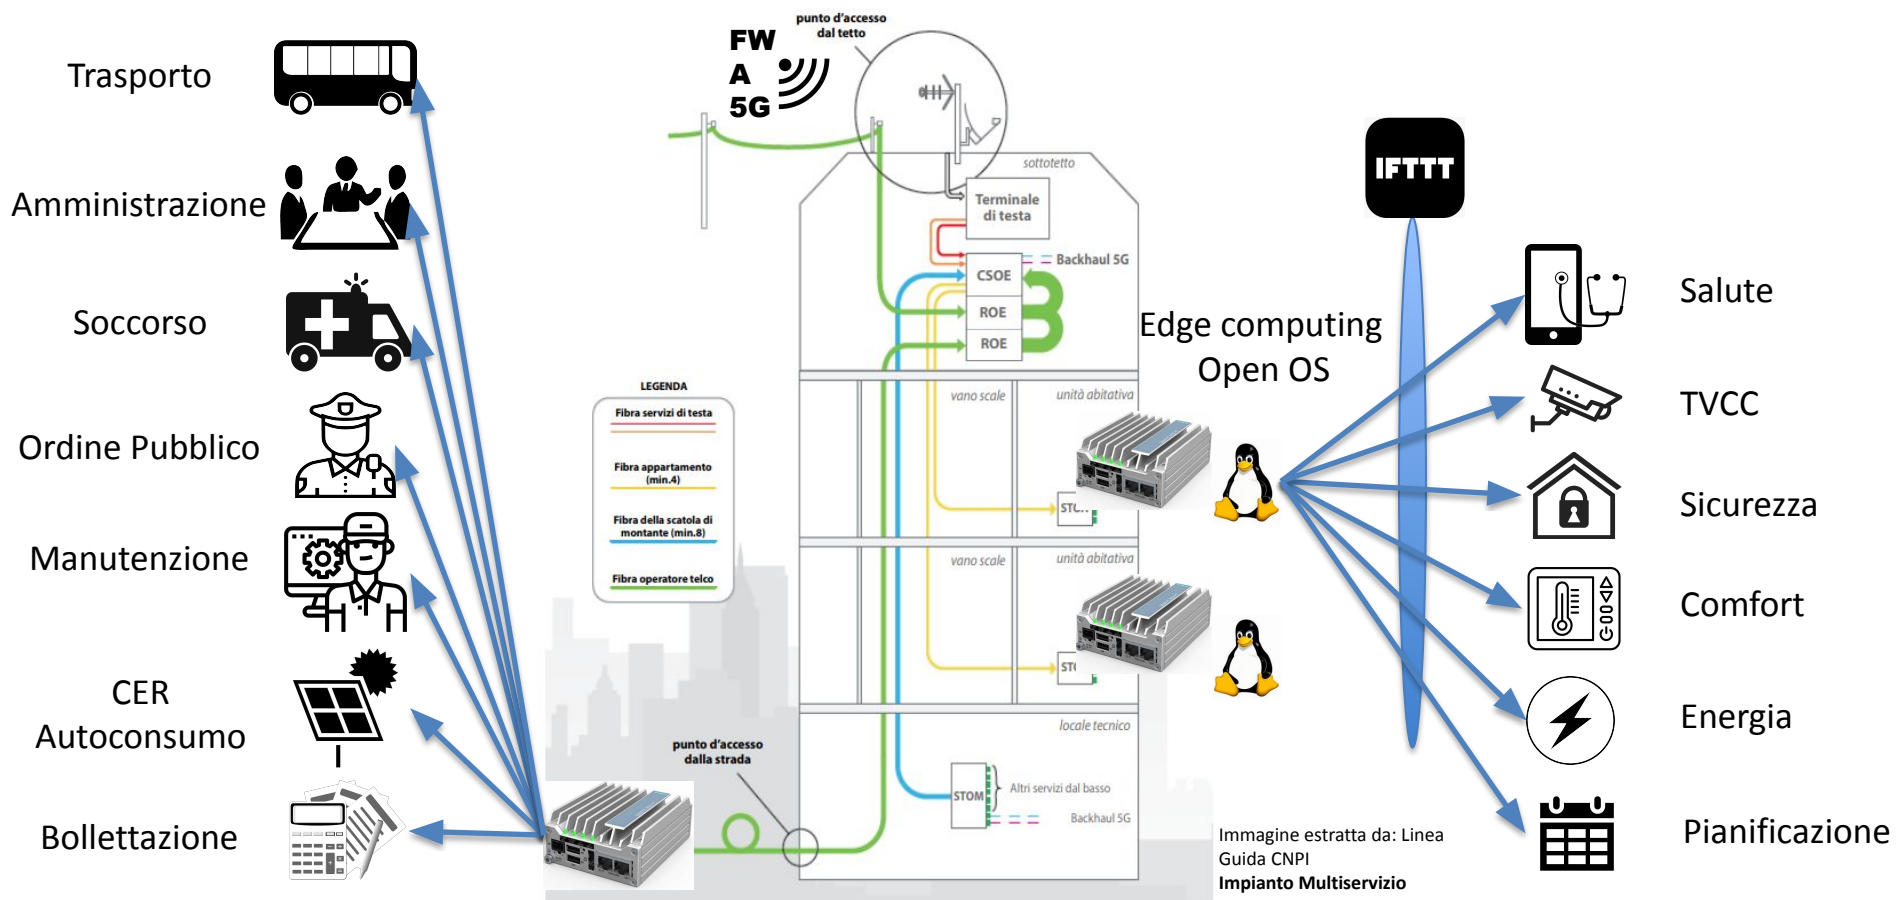 Trasporto
Amministrazione
Soccorso
Ordine Pubblico
Manutenzione
CER
Autoconsumo
Bollettazione
FW
A
5G
punto d'accesso
dal tetto
sottotetto
Terminale
di testa
Backhaul 5G
CSOE
ROE
ROE
LEGENDA
Fibra servizi di testa
Fibra appartamento
(min.4)
Fibra della scatola di
montante (min.8)
Fibra operatore telco
vano scale
unità abitativa
vano scale
unità abitativa
locale tecnico
punto d'accesso
dalla strada
STOM
Altri servizi dal basso
Backhaul 5G
Edge computing
Open OS
IFTTT
Salute
TVCC
Sicurezza
Comfort
Energia
Pianificazione
Immagine estratta da: Linea
Guida CNPI
Impianto Multiservizio